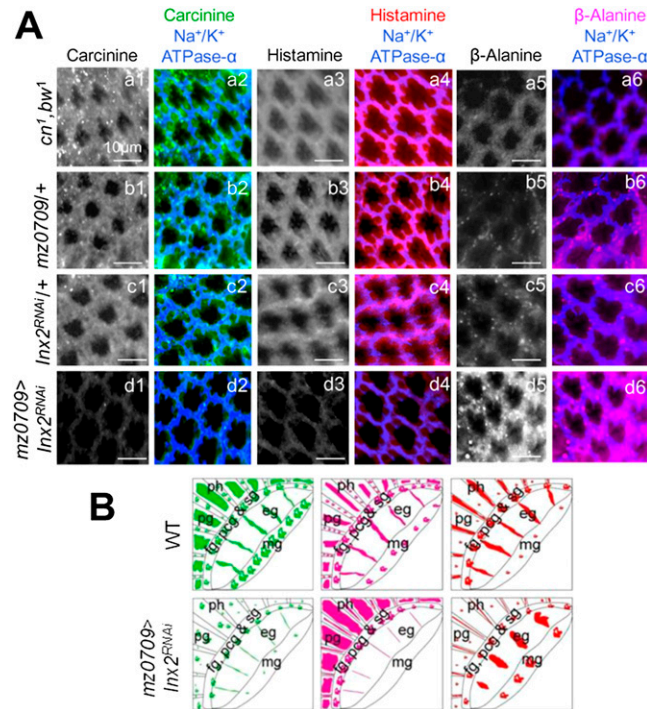 A
Carcinine
Carcinine
Na⁺/K⁺
ATPase-α
Histamine
Histamine
Na⁺/K⁺
ATPase-α
β-Alanine
β-Alanine
Na⁺/K⁺
ATPase-α
cn¹,bw¹
a1
10μm
a2
a3
a4
a5
a6
mz0709/+
b1
b2
b3
b4
b5
b6
Inx2ᴿᴺᴬⁱ/+
c1
c2
c3
c4
c5
c6
mz0709>
Inx2ᴿᴺᴬⁱ
d1
d2
d3
d4
d5
d6
B
WT
ph
pg
fg, pcg & sg
eg
mg
ph
pg
fg, pcg & sg
eg
mg
ph
pg
fg, pcg & sg
eg
mg
mz0709>
Inx2ᴿᴺᴬⁱ
ph
pg
fg, pcg & sg
eg
mg
ph
pg
fg, pcg & sg
eg
mg
ph
pg
fg, pcg & sg
eg
mg